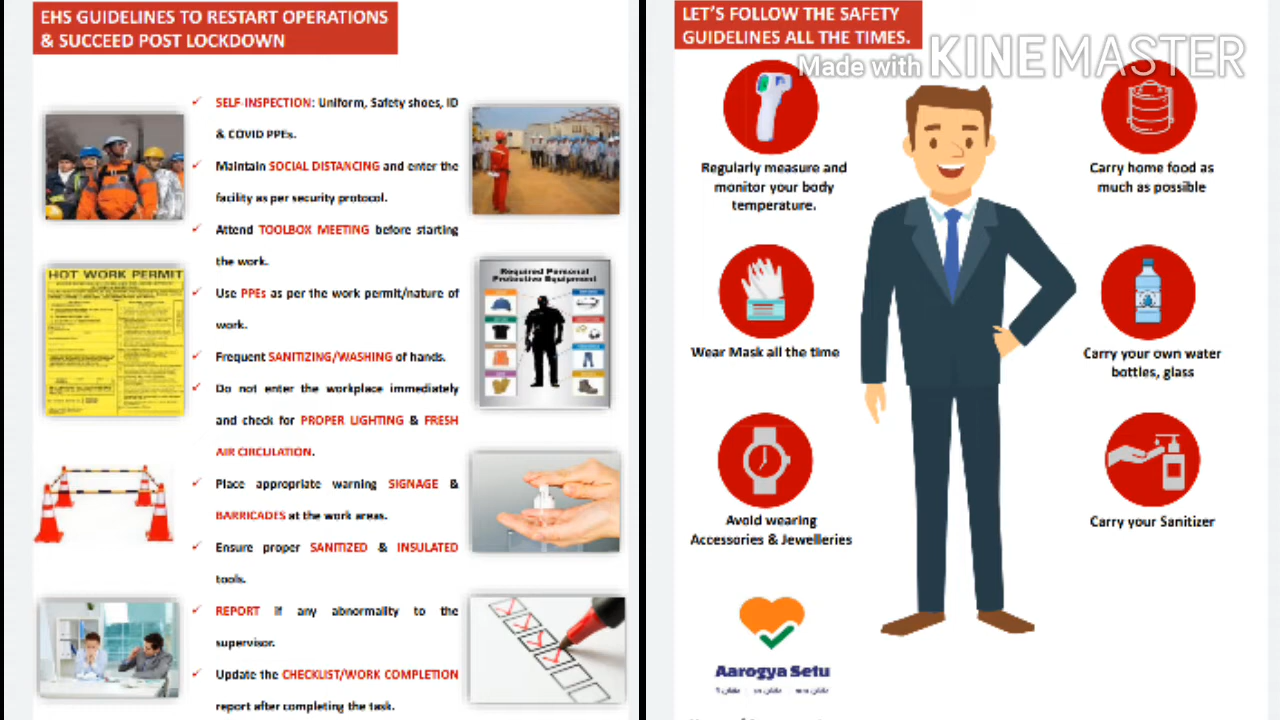 EHS GUIDELINES TO RESTART OPERATIONS
& SUCCEED POST LOCKDOWN
SELF-INSPECTION: Uniform, Safety shoes, ID
& COVID PPEs.
Maintain SOCIAL DISTANCING and enter the
facility as per security protocol.
Attend TOOLBOX MEETING before starting
the work.
Use PPEs as per the work permit/nature of
work.
Frequent SANITIZING/WASHING of hands.
Do not enter the workplace immediately
and check for PROPER LIGHTING & FRESH
AIR CIRCULATION.
Place appropriate warning SIGNAGE &
BARRICADES at the work areas.
Ensure proper SANITIZED & INSULATED
tools.
REPORT if any abnormality to the
supervisor.
Update the CHECKLIST/WORK COMPLETION
report after completing the task.
HOT WORK PERMIT
Required Personal
Protective Equipment
LET'S FOLLOW THE SAFETY
GUIDELINES ALL THE TIMES.
Made with KINEMASTER
Regularly measure and
monitor your body
temperature.
Carry home food as
much as possible
Wear Mask all the time
Carry your own water
bottles, glass
Avoid wearing
Accessories & Jewelleries
Carry your Sanitizer
Aarogya Setu